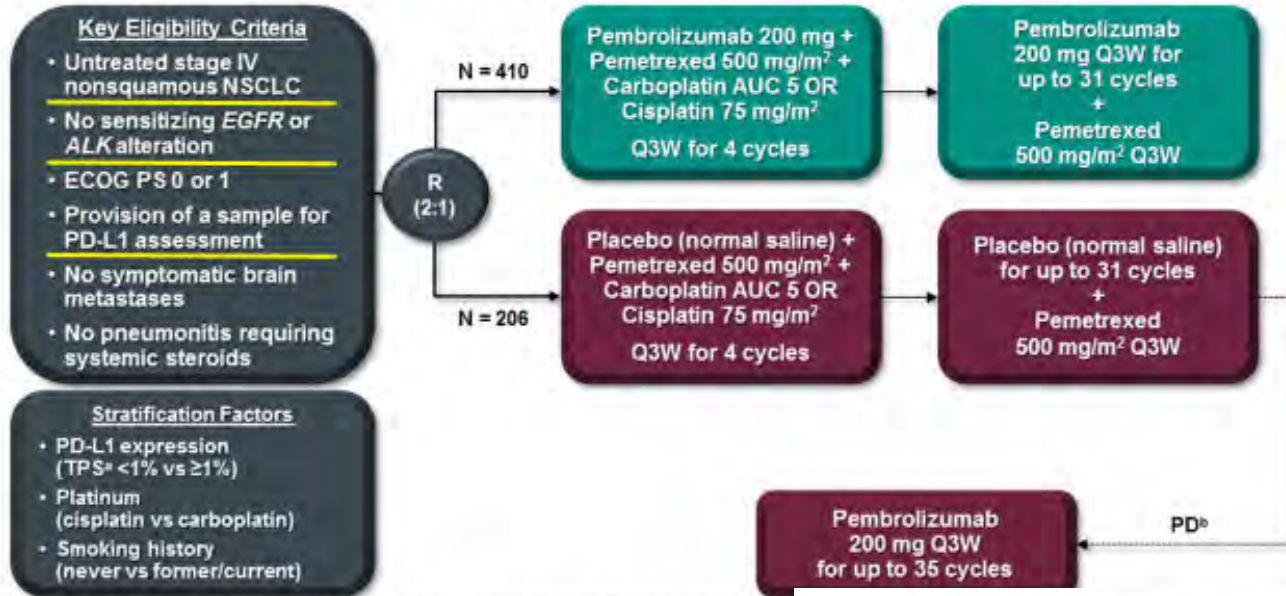 Key Eligibility Criteria
• Untreated stage IV
nonsquamous NSCLC
• No sensitizing EGFR or
ALK alteration
• ECOG PS 0 or 1
• Provision of a sample for
PD-L1 assessment
• No symptomatic brain
metastases
• No pneumonitis requiring
systemic steroids
Stratification Factors
• PD-L1 expression
(TPSᵃ <1% vs ≥1%)
• Platinum
(cisplatin vs carboplatin)
• Smoking history
(never vs former/current)
R
(2:1)
N = 410
Pembrolizumab 200 mg +
Pemetrexed 500 mg/m² +
Carboplatin AUC 5 OR
Cisplatin 75 mg/m²
Q3W for 4 cycles
Pembrolizumab
200 mg Q3W for
up to 31 cycles
+
Pemetrexed
500 mg/m² Q3W
N = 206
Placebo (normal saline) +
Pemetrexed 500 mg/m² +
Carboplatin AUC 5 OR
Cisplatin 75 mg/m²
Q3W for 4 cycles
Placebo (normal saline)
for up to 31 cycles
+
Pemetrexed
500 mg/m² Q3W
PDᵇ
Pembrolizumab
200 mg Q3W
for up to 35 cycles